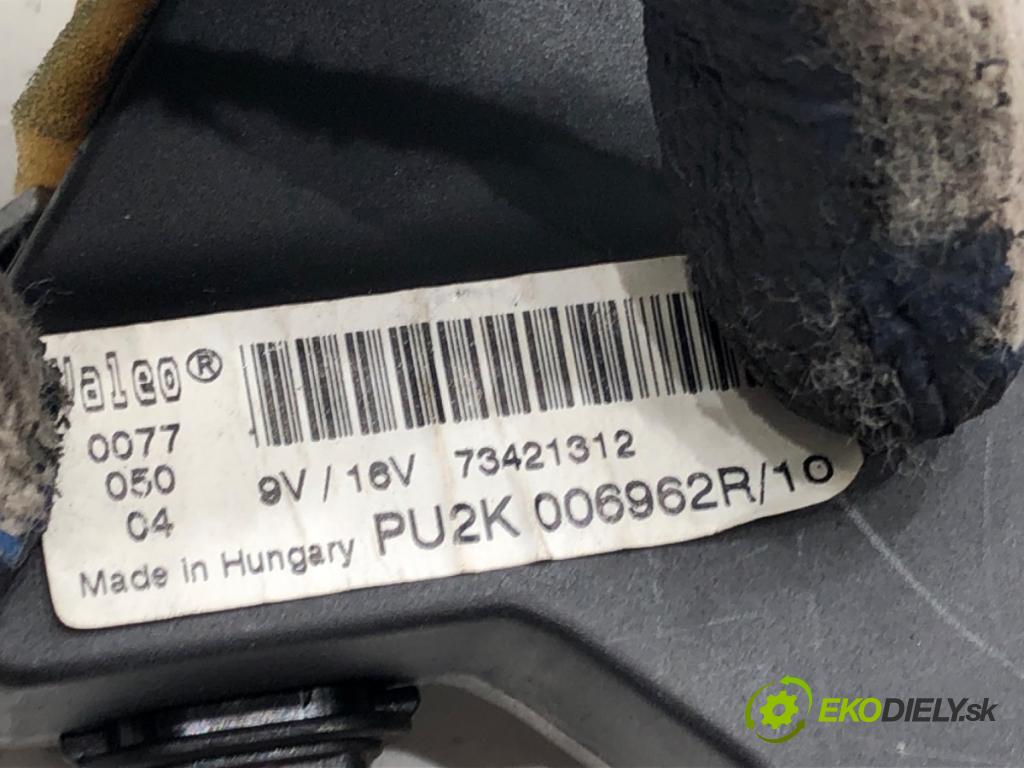 Valeo®
0077
050
04
9V / 16V 73421312
PU2K 006962R/10
Made in Hungary
EKODIELY.sk